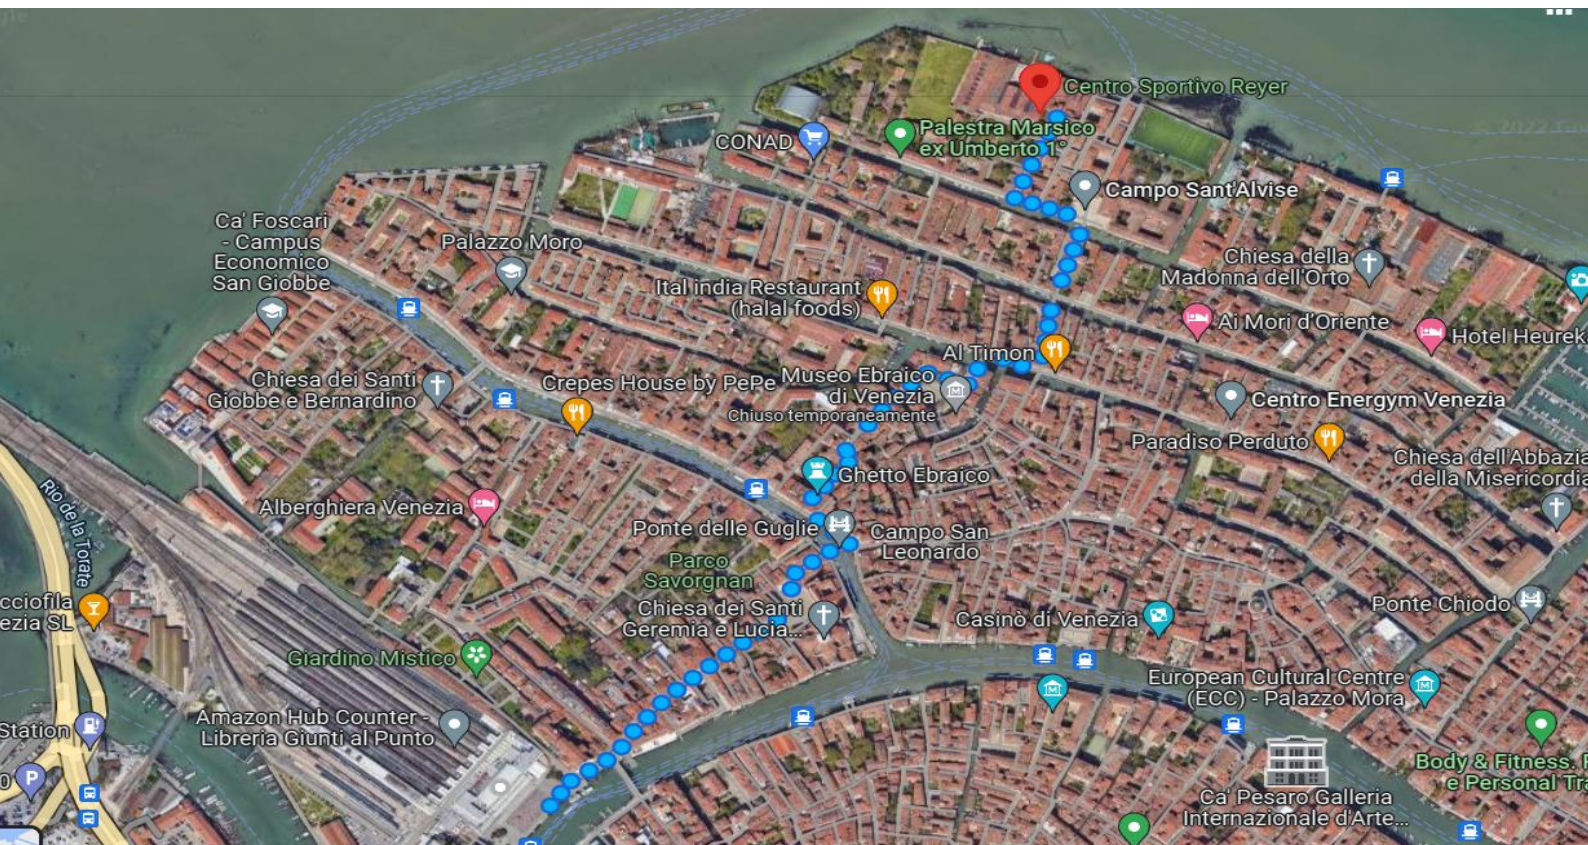 Centro Sportivo Reyer
Palestra Marsico
ex Umberto 1°
CONAD
Campo Sant'Alvise
Ca' Foscari
- Campus
Economico
San Giobbe
Palazzo Moro
Chiesa della
Madonna dell'Orto
Ital india Restaurant
(halal foods)
Ai Mori d'Oriente
Hotel Heureka
Al Timon
Chiesa dei Santi
Giobbe e Bernardino
Crepes House by PePe
Museo Ebraico
di Venezia
Chiuso temporaneamente
Centro Energym Venezia
Paradiso Perduto
Chiesa dell'Abbazia
della Misericordia
Ghetto Ebraico
Alberghiera Venezia
Rio de la Torate
Ponte delle Guglie
Campo San
Leonardo
Parco
Savorgnan
Chiesa dei Santi
Geremia e Lucia...
Casinò di Venezia
Ponte Chiodo
cciofila
ezia SL
Giardino Mistico
European Cultural Centre
(ECC) - Palazzo Mora
Amazon Hub Counter -
Libreria Giunti al Punto
Station
P
Body & Fitness.
e Personal Tra
Ca' Pesaro Galleria
Internazionale d'Arte...